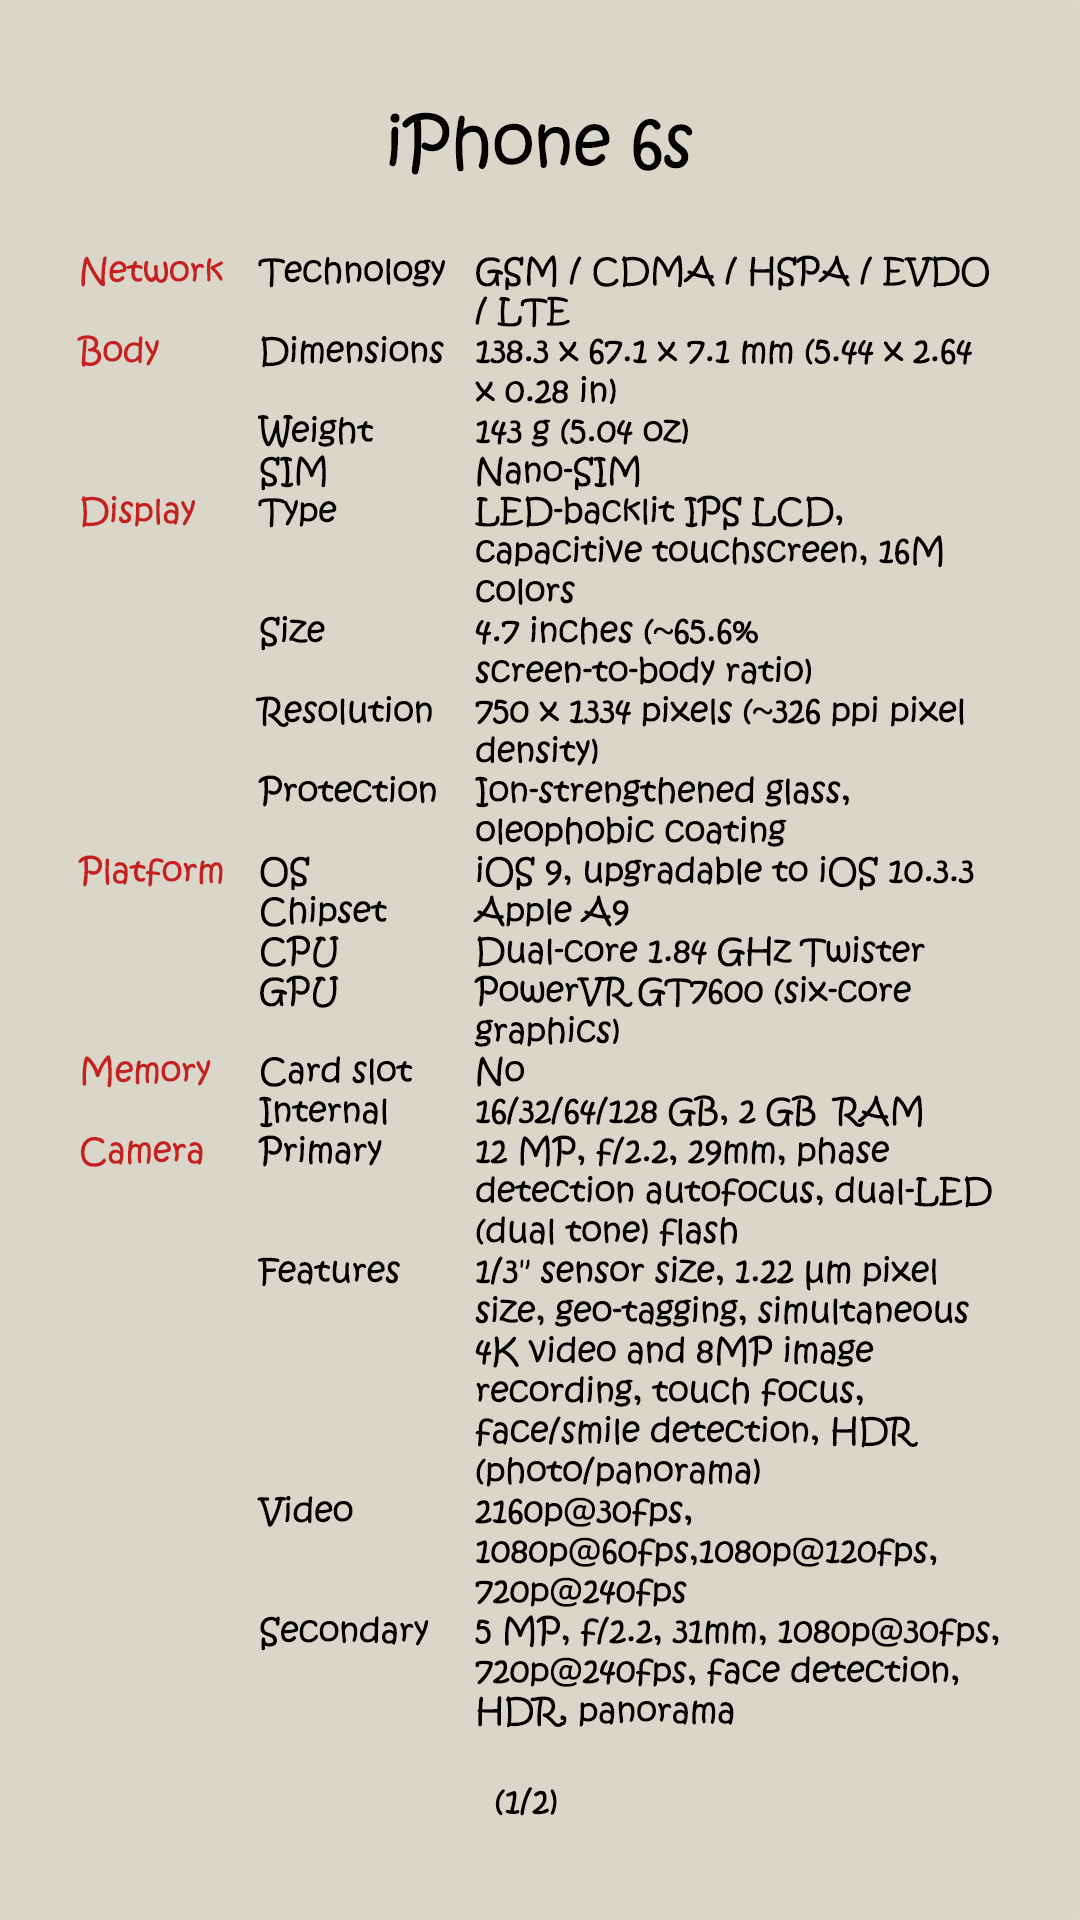 iPhone 6s
Network Technology GSM / CDMA / HSPA / EVDO
/ LTE
Body Dimensions 138.3 x 67.1 x 7.1 mm (5.44 x 2.64
x 0.28 in)
Weight 143 g (5.04 oz)
SIM Nano-SIM
Display Type LED-backlit IPS LCD,
capacitive touchscreen, 16M
colors
Size 4.7 inches (~65.6%
screen-to-body ratio)
Resolution 750 x 1334 pixels (~326 ppi pixel
density)
Protection Ion-strengthened glass,
oleophobic coating
Platform OS iOS 9, upgradable to iOS 10.3.3
Chipset Apple A9
CPU Dual-core 1.84 GHz Twister
GPU PowerVR GT7600 (six-core
graphics)
Memory Card slot No
Internal 16/32/64/128 GB, 2 GB RAM
Camera Primary 12 MP, f/2.2, 29mm, phase
detection autofocus, dual-LED
(dual tone) flash
Features 1/3" sensor size, 1.22 µm pixel
size, geo-tagging, simultaneous
4K video and 8MP image
recording, touch focus,
face/smile detection, HDR
(photo/panorama)
Video 2160p@30fps,
1080p@60fps,1080p@120fps,
720p@240fps
Secondary 5 MP, f/2.2, 31mm, 1080p@30fps,
720p@240fps, face detection,
HDR, panorama
(1/2)